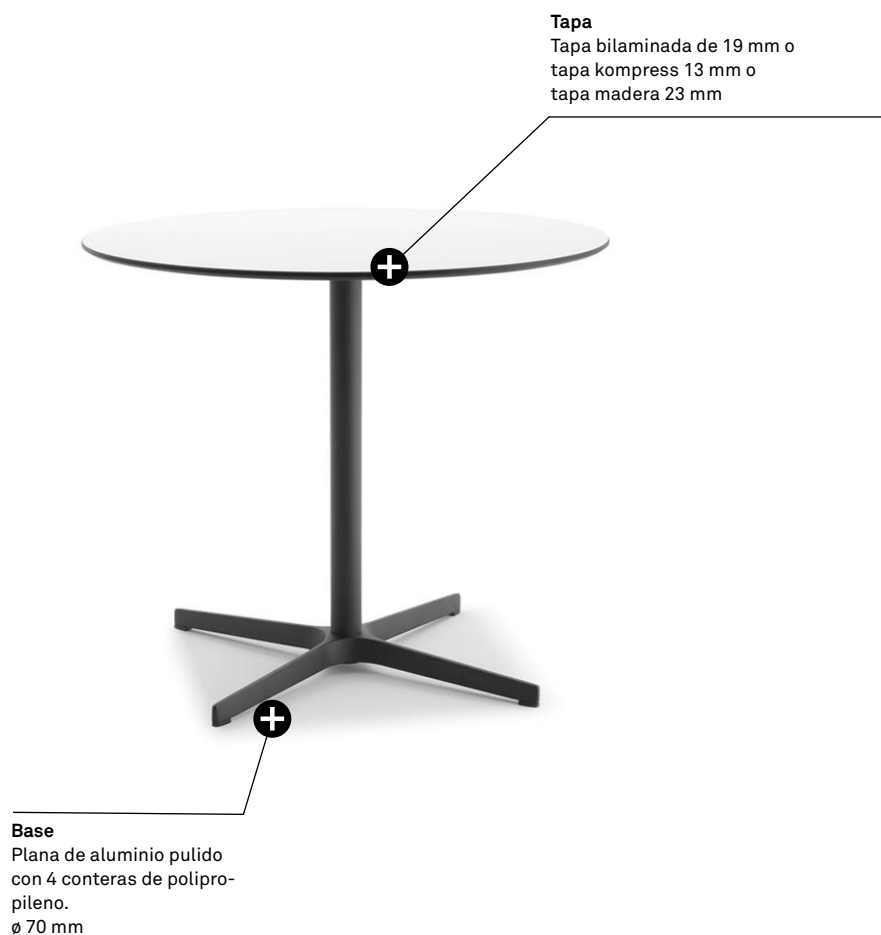 Tapa
Tapa bilaminada de 19 mm o
tapa kompress 13 mm o
tapa madera 23 mm
Base
Plana de aluminio pulido
con 4 conteras de polipro-
pileno.
ø 70 mm